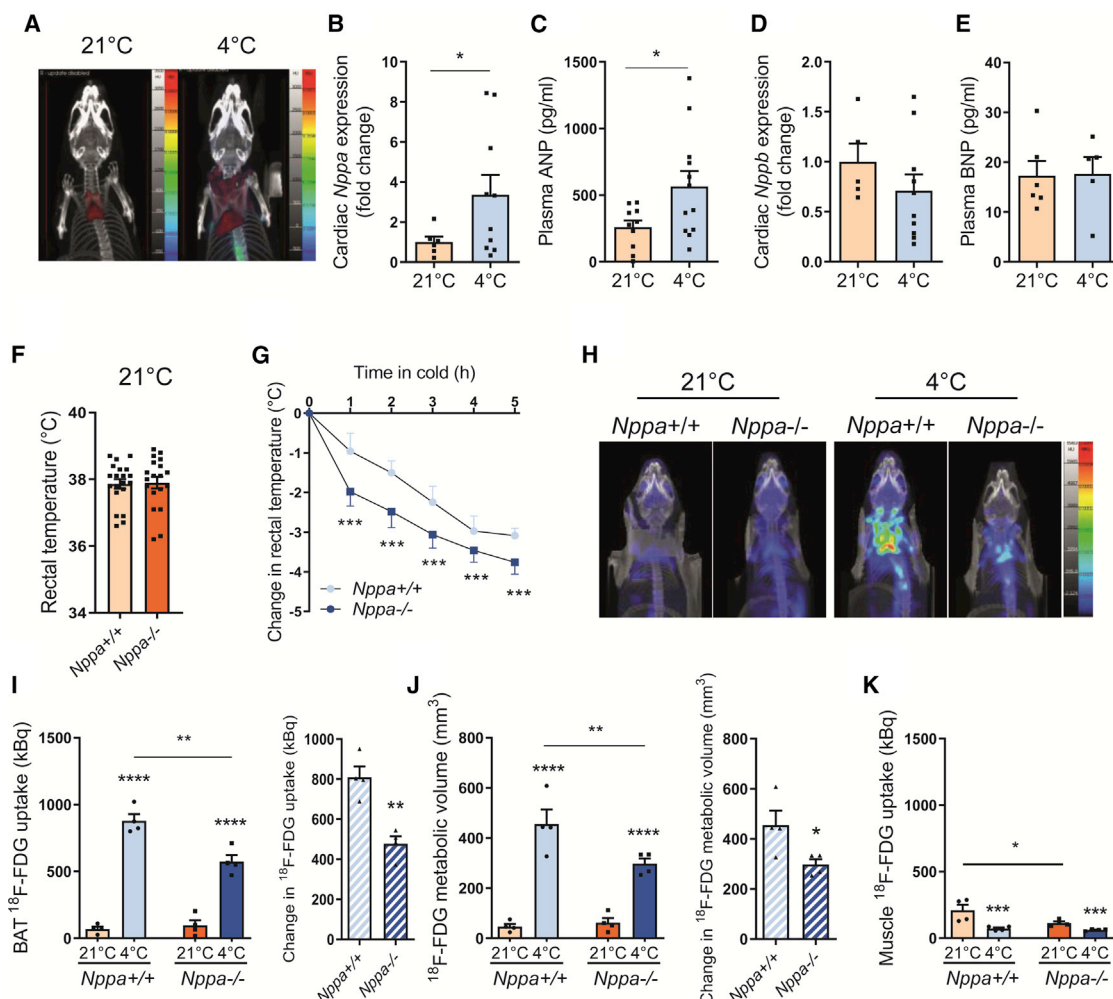 A
21°C
4°C
B
Cardiac Nppa expression
(fold change)
10
8
6
4
2
0
*
21°C
4°C
C
Plasma ANP (pg/ml)
1500
1000
500
0
*
21°C
4°C
D
Cardiac Nppb expression
(fold change)
2.0
1.5
1.0
0.5
0.0
21°C
4°C
E
Plasma BNP (pg/ml)
40
30
20
10
0
21°C
4°C
F
21°C
Rectal temperature (°C)
40
38
36
34
Nppa+/+
Nppa-/-
G
Time in cold (h)
0 1 2 3 4 5
Change in rectal temperature (°C)
0
-1
-2
-3
-4
-5
***
***
***
***
***
Nppa+/+
Nppa-/-
H
21°C
4°C
Nppa+/+
Nppa-/-
Nppa+/+
Nppa-/-
I
BAT ¹⁸F-FDG uptake (kBq)
1500
1000
500
0
**
****
****
21°C 4°C 21°C 4°C
Nppa+/+ Nppa-/-
Change in ¹⁸F-FDG uptake (kBq)
1000
800
600
400
200
0
**
Nppa+/+
Nppa-/-
J
¹⁸F-FDG metabolic volume (mm³)
800
600
400
200
0
**
****
****
21°C 4°C 21°C 4°C
Nppa+/+ Nppa-/-
Change in ¹⁸F-FDG metabolic volume (mm³)
800
600
400
200
0
*
Nppa+/+
Nppa-/-
K
Muscle ¹⁸F-FDG uptake (kBq)
1500
1000
500
0
*
***
***
21°C 4°C 21°C 4°C
Nppa+/+ Nppa-/-